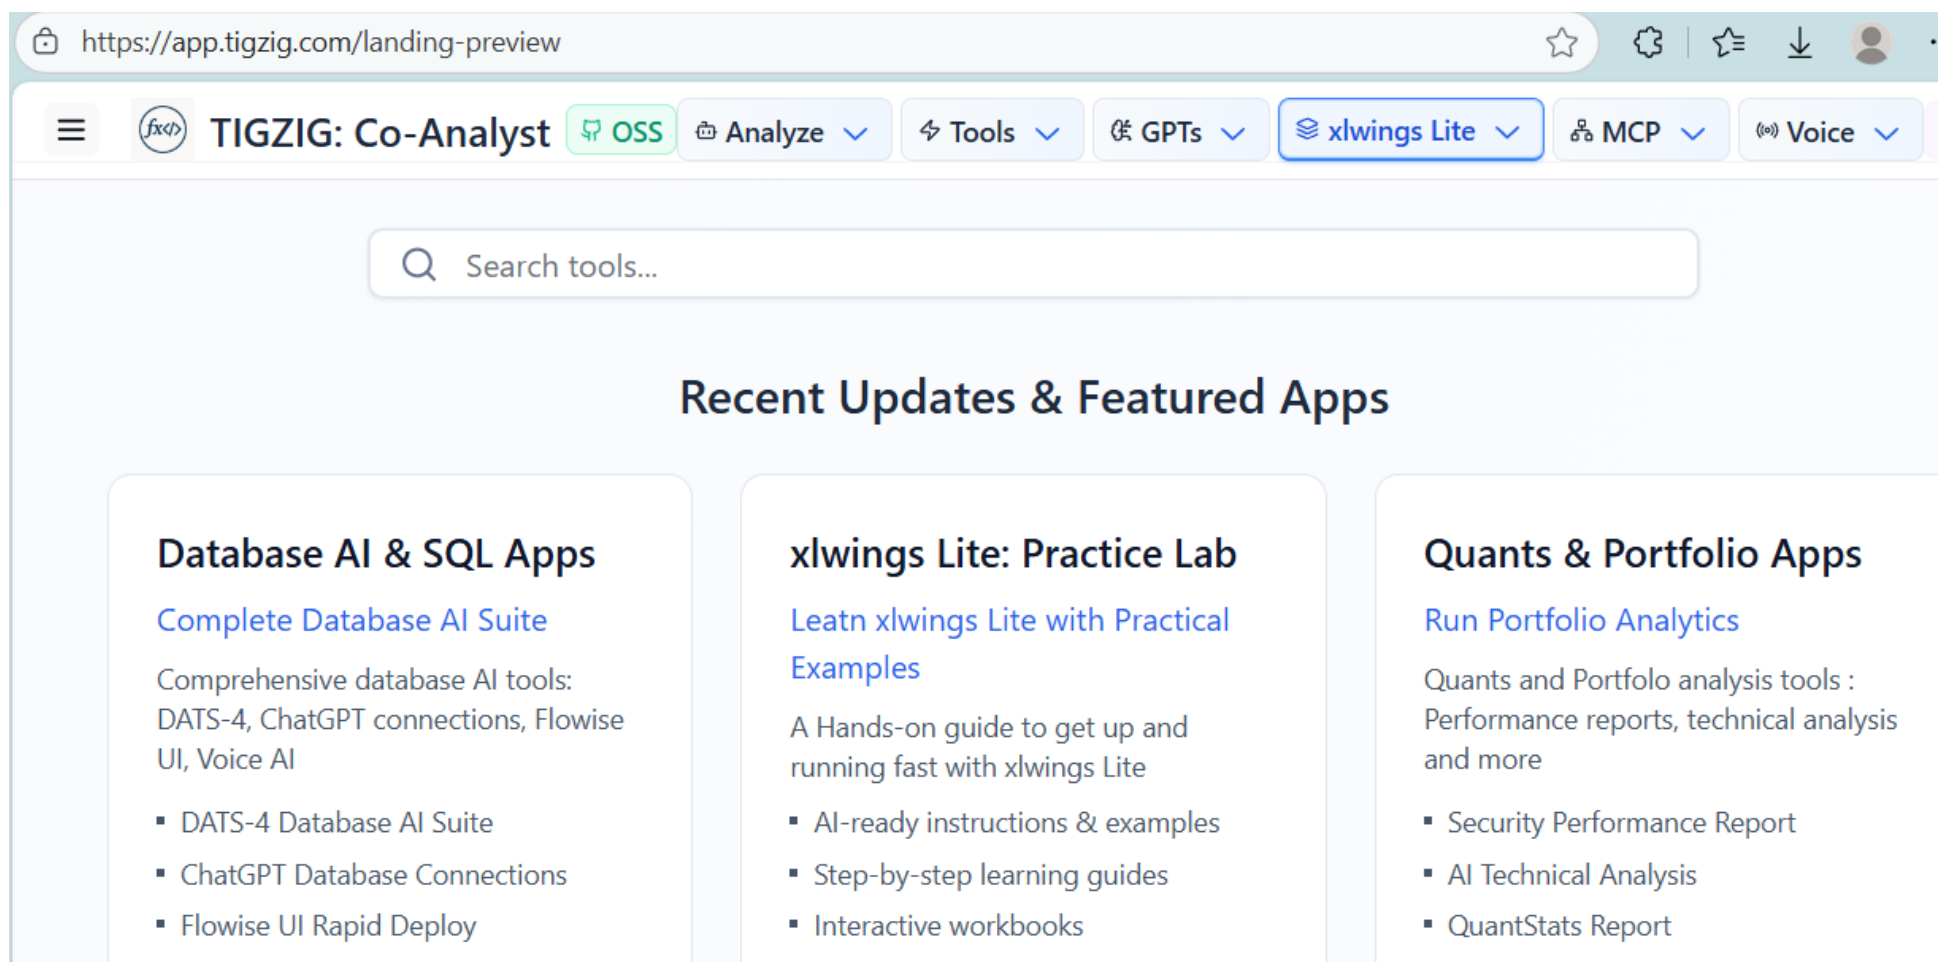 https://app.tigzig.com/landing-preview
fx</>
TIGZIG: Co-Analyst
OSS
Analyze
Tools
GPTs
xlwings Lite
MCP
Voice
Search tools...
Recent Updates & Featured Apps
Database AI & SQL Apps
Complete Database AI Suite
Comprehensive database AI tools:
DATS-4, ChatGPT connections, Flowise
UI, Voice AI
▪ DATS-4 Database AI Suite
▪ ChatGPT Database Connections
▪ Flowise UI Rapid Deploy
xlwings Lite: Practice Lab
Leatn xlwings Lite with Practical
Examples
A Hands-on guide to get up and
running fast with xlwings Lite
▪ AI-ready instructions & examples
▪ Step-by-step learning guides
▪ Interactive workbooks
Quants & Portfolio Apps
Run Portfolio Analytics
Quants and Portfolo analysis tools :
Performance reports, technical analysis
and more
▪ Security Performance Report
▪ AI Technical Analysis
▪ QuantStats Report